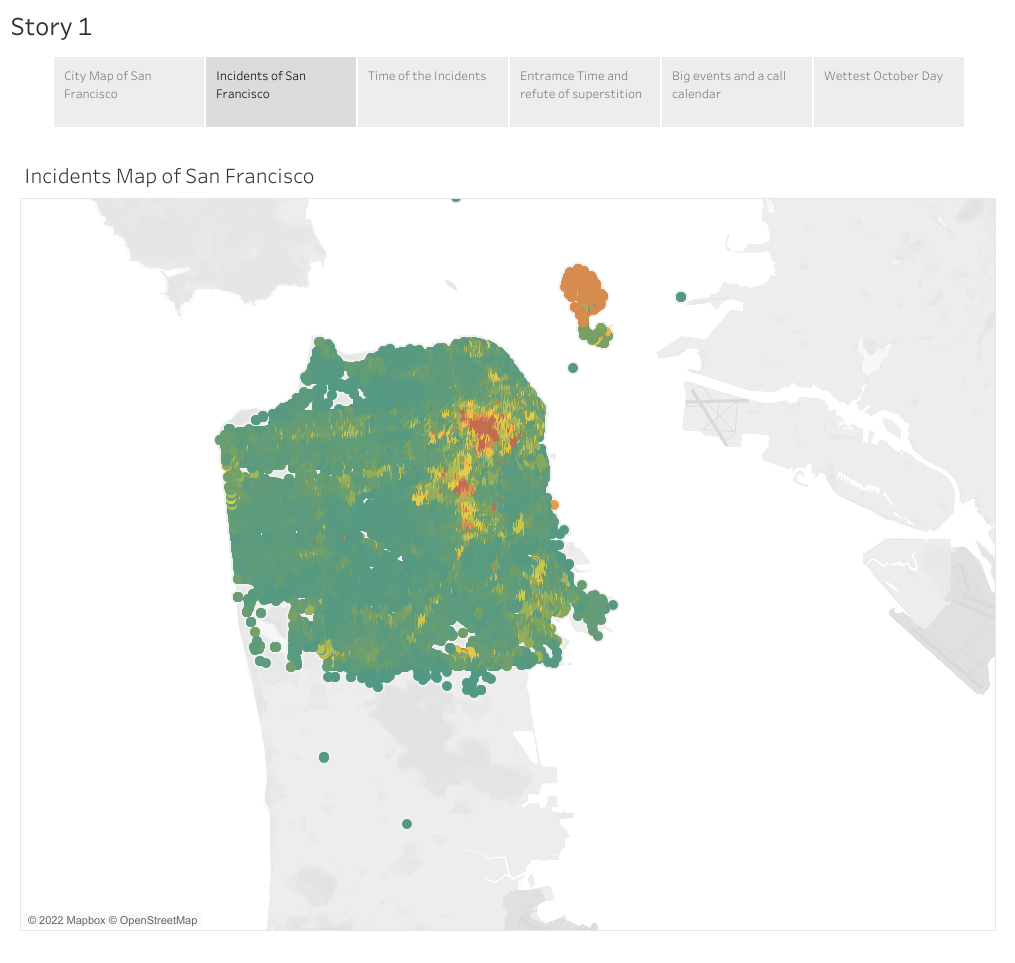 Story 1
City Map of San
Francisco
Incidents of San
Francisco
Time of the Incidents
Entramce Time and
refute of superstition
Big events and a call
calendar
Wettest October Day
Incidents Map of San Francisco
© 2022 Mapbox © OpenStreetMap